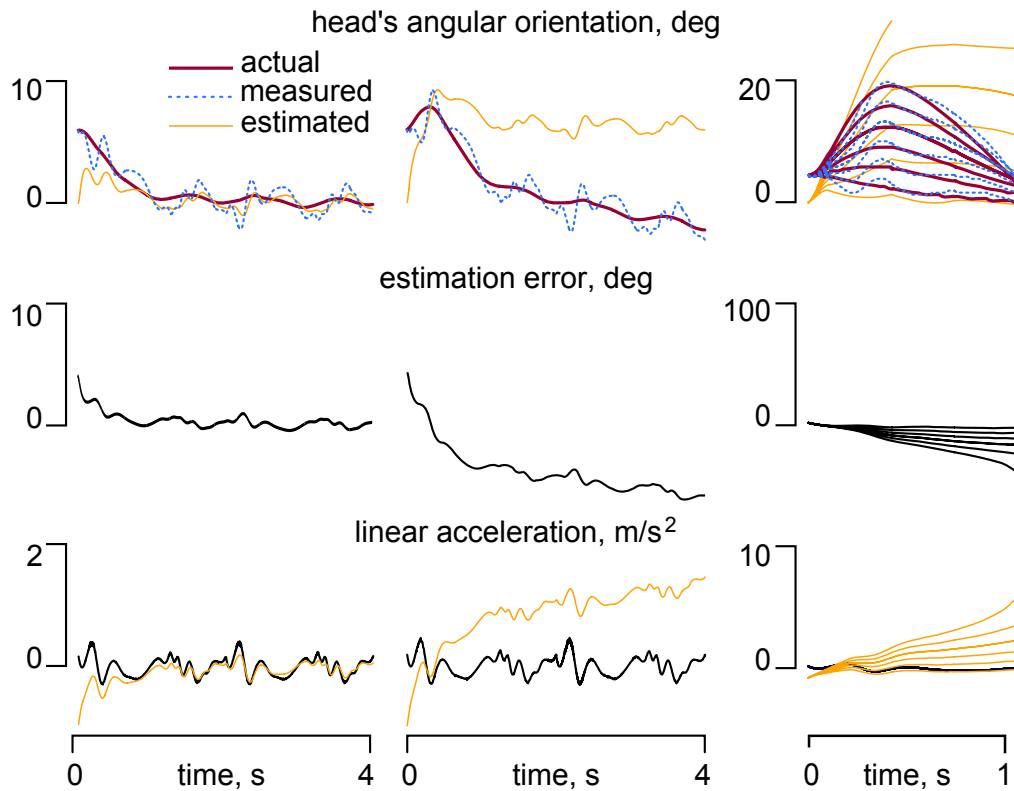 head's angular orientation, deg
actual
measured
estimated
10
0
20
0
estimation error, deg
10
0
100
0
linear acceleration, m/s²
2
0
10
0
0 time, s 4
0 time, s 4
0 time, s 1